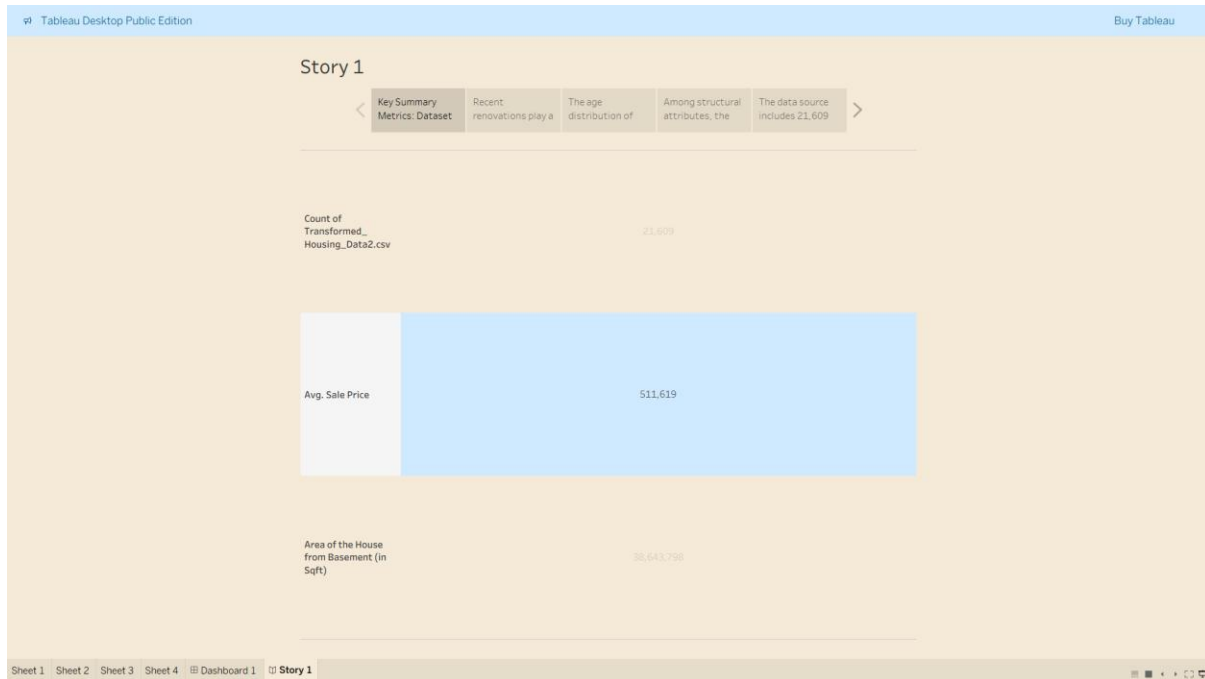 Tableau Desktop Public Edition
Buy Tableau
Story 1
Key Summary
Metrics: Dataset
Recent
renovations play a
The age
distribution of
Among structural
attributes, the
The data source
includes 21,609
Count of
Transformed_
Housing_Data2.csv
21,609
Avg. Sale Price
511,619
Area of the House
from Basement (in
Sqft)
38,643,798
Sheet 1 Sheet 2 Sheet 3 Sheet 4 Dashboard 1 Story 1